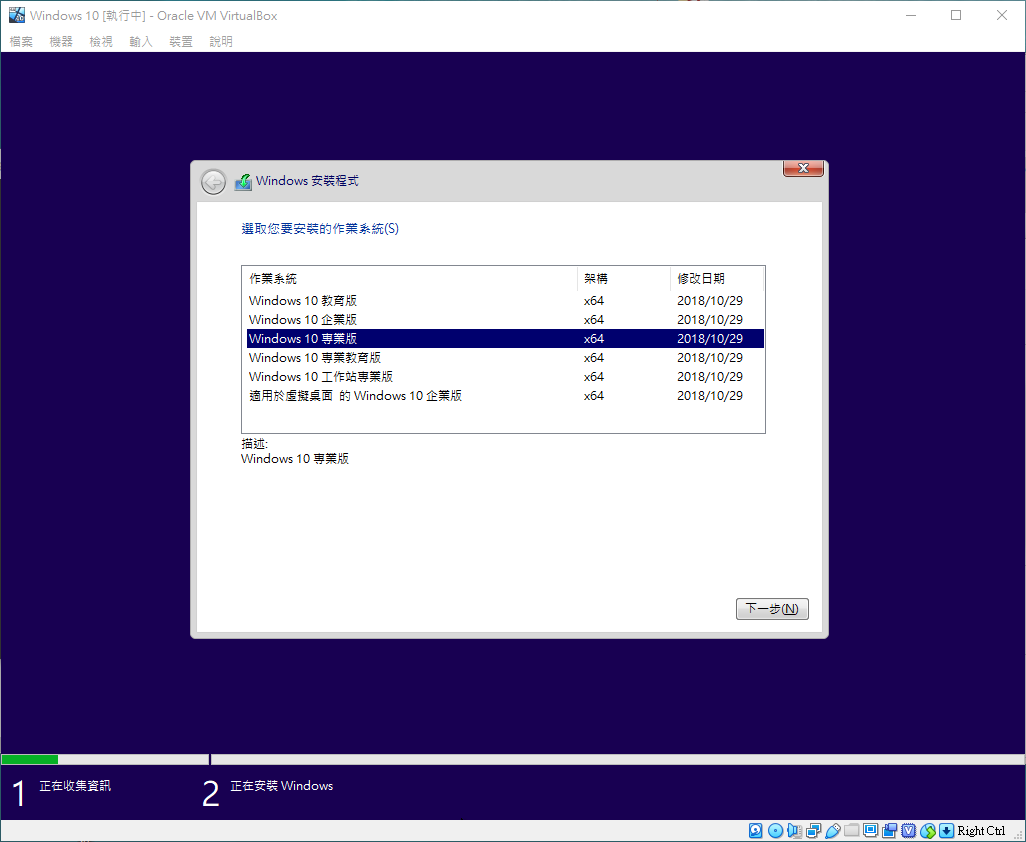 Windows 10 [執行中] - Oracle VM VirtualBox
檔案 機器 檢視 輸入 裝置 說明
Windows 安裝程式
選取您要安裝的作業系統(S)
作業系統 架構 修改日期
Windows 10 教育版 x64 2018/10/29
Windows 10 企業版 x64 2018/10/29
Windows 10 專業版 x64 2018/10/29
Windows 10 專業教育版 x64 2018/10/29
Windows 10 工作站專業版 x64 2018/10/29
適用於虛擬桌面 的 Windows 10 企業版 x64 2018/10/29
描述:
Windows 10 專業版
下一步(N)
1 正在收集資訊 2 正在安裝 Windows
Right Ctrl